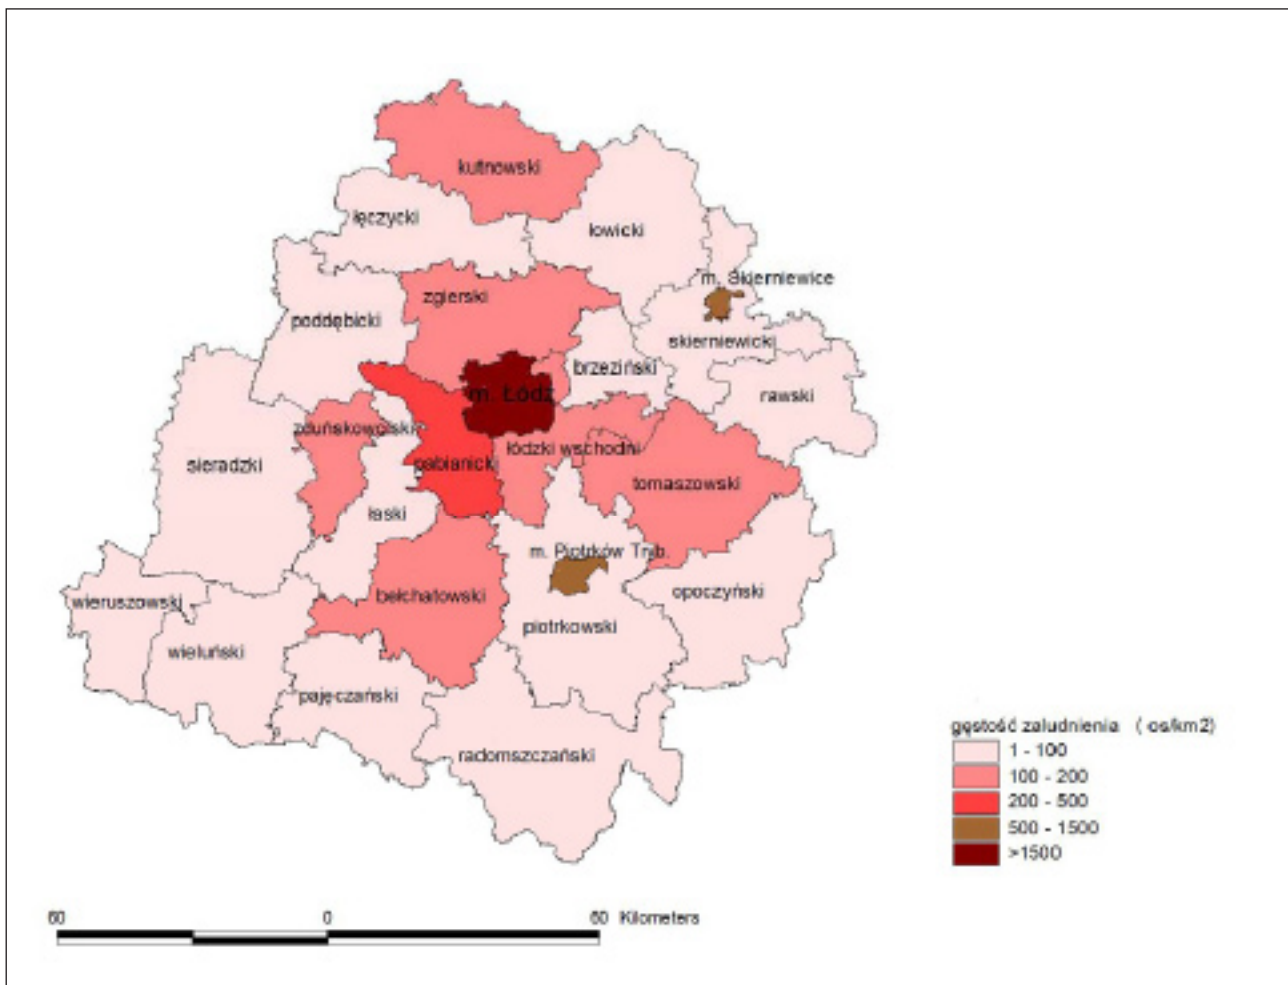 kutnowski
łęczycki
łowicki
m. Skierniewice
zgierski
poddębicki
skierniewicki
brzeziński
m. Łódź
rawski
zduńskowolski
łódzki wschodni
sieradzki
pabianicki
tomaszowski
łaski
m. Piotrków Tryb.
opoczyński
wieruszowski
bełchatowski
piotrkowski
wieluński
pajęczański
radomszczański
gęstość zaludnienia ( os/km2)
1 - 100
100 - 200
200 - 500
500 - 1500
>1500
60 0 60 Kilometers